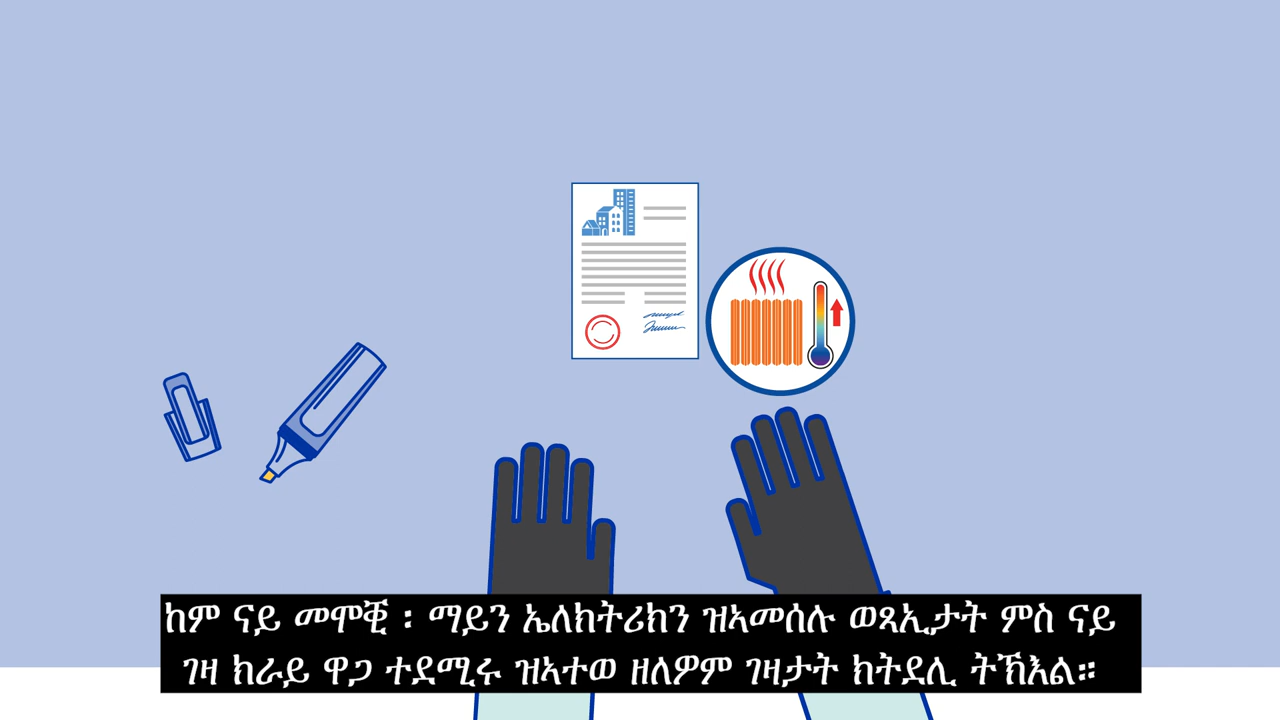 ከም ናይ መሞቒ ፡ ማይን ኤለክትሪክን ዝኣመሰሉ ወጻኢታት ምስ ናይ
ገዛ ክራይ ዋጋ ተደሚሩ ዝኣተወ ዘለዎም ገዛታት ክትደሊ ትኽእል።